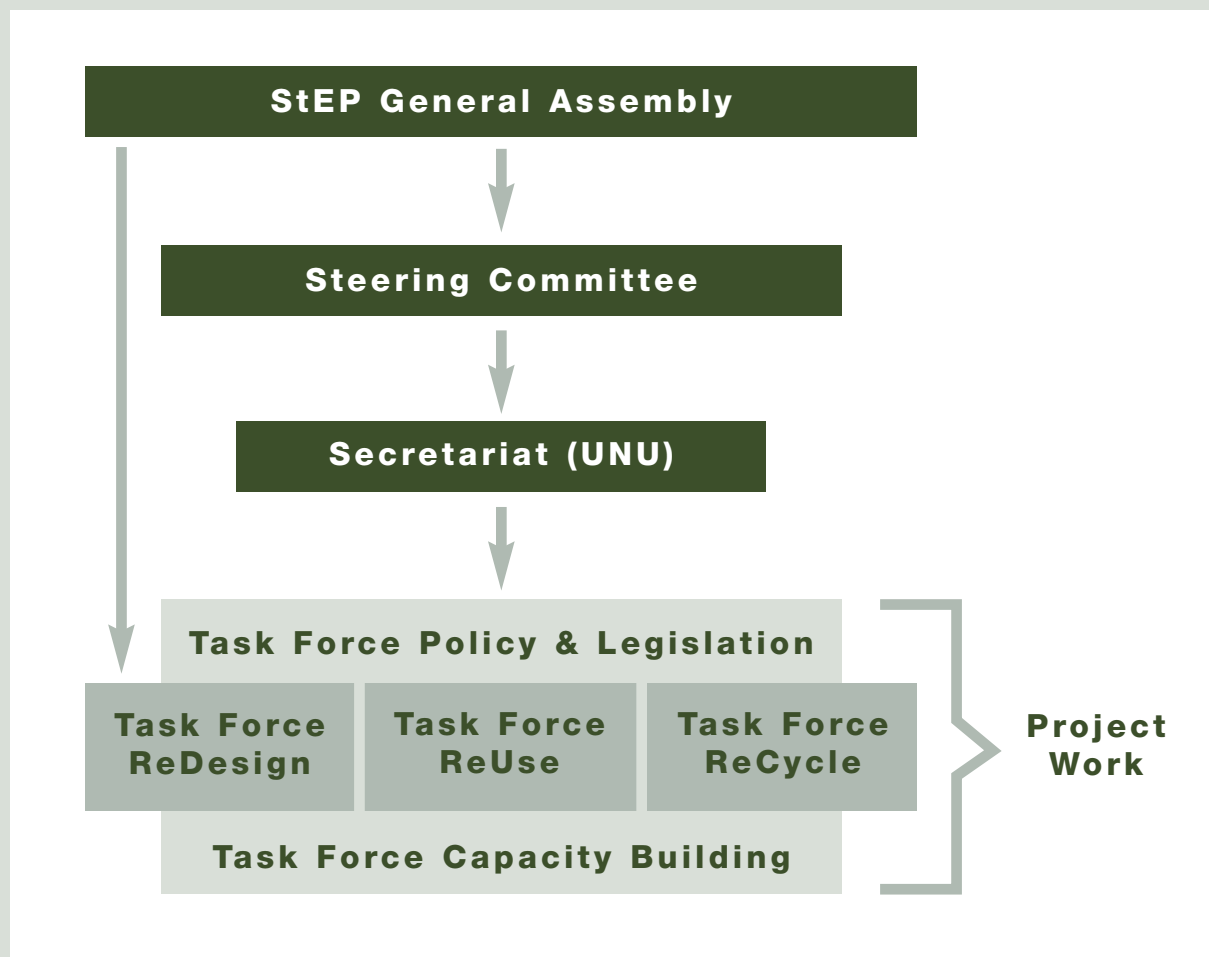 StEP General Assembly
Steering Committee
Secretariat (UNU)
Task Force Policy & Legislation
Task Force
ReDesign
Task Force
ReUse
Task Force
ReCycle
Project
Work
Task Force Capacity Building